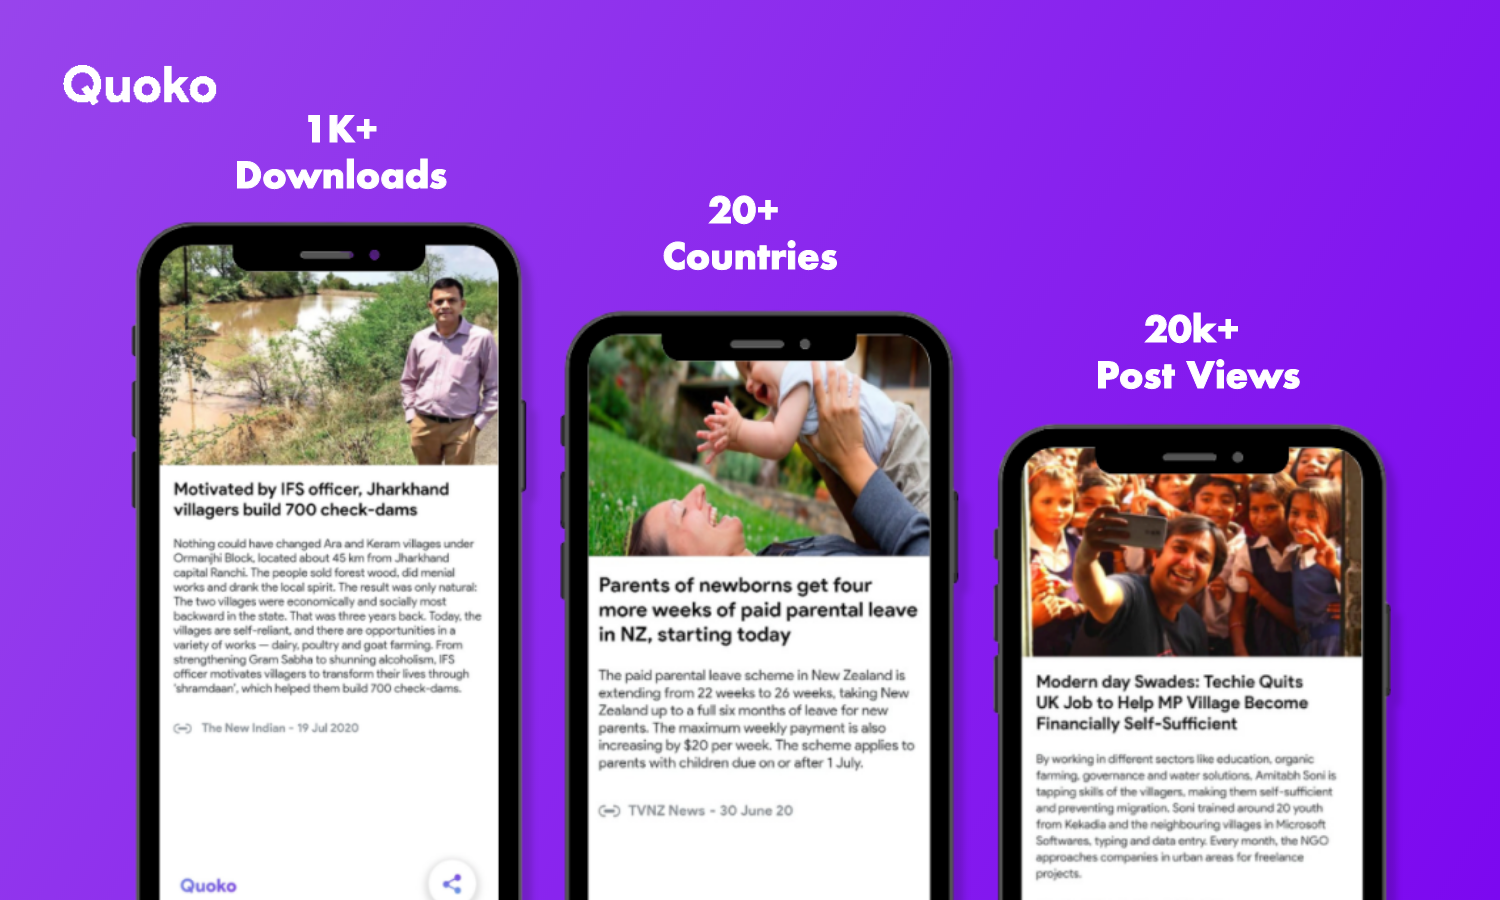 Quoko
1K+
Downloads
20+
Countries
20k+
Post Views
Motivated by IFS officer, Jharkhand
villagers build 700 check-dams
Nothing could have changed Ara and Keram villages under
Ormanjhi Block, located about 45 km from Jharkhand
capital Ranchi. The people sold forest wood, did menial
works and drank the local spirit. The result was only natural:
The two villages were economically and socially most
backward in the state. That was three years back. Today, the
villages are self-reliant, and there are opportunities in a
variety of works — dairy, poultry and goat farming. From
strengthening Gram Sabha to shunning alcoholism, IFS
officer motivates villagers to transform their lives through
'shramdaan', which helped them build 700 check-dams.
The New Indian - 19 Jul 2020
Quoko
Parents of newborns get four
more weeks of paid parental leave
in NZ, starting today
The paid parental leave scheme in New Zealand is
extending from 22 weeks to 26 weeks, taking New
Zealand up to a full six months of leave for new
parents. The maximum weekly payment is also
increasing by $20 per week. The scheme applies to
parents with children due on or after 1 July.
TVNZ News - 30 June 20
Modern day Swades: Techie Quits
UK Job to Help MP Village Become
Financially Self-Sufficient
By working in different sectors like education, organic
farming, governance and water solutions, Amitabh Soni is
tapping skills of the villagers, making them self-sufficient
and preventing migration. Soni trained around 20 youth
from Kekadia and the neighbouring villages in Microsoft
Softwares, typing and data entry. Every month, the NGO
approaches companies in urban areas for freelance
projects.